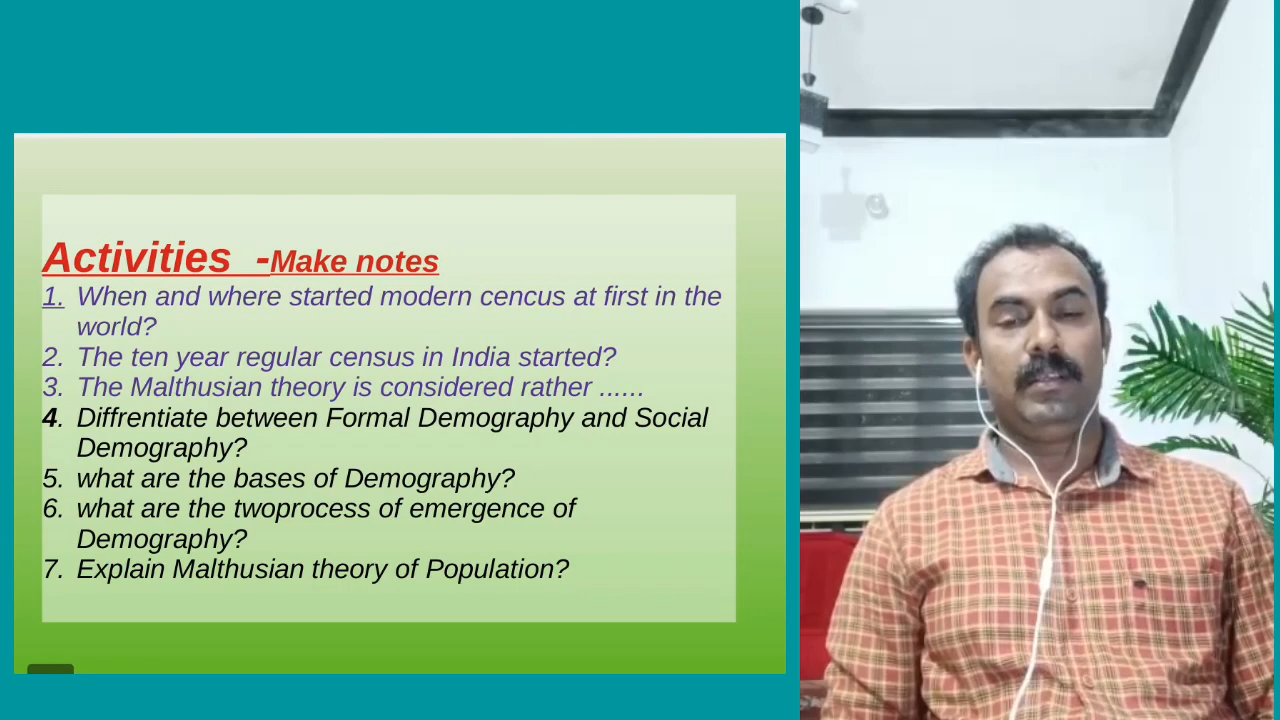 Activities  -Make notes
1. When and where started modern cencus at first in the
world?
2. The ten year regular census in India started?
3. The Malthusian theory is considered rather ......
4. Diffrentiate between Formal Demography and Social
Demography?
5. what are the bases of Demography?
6. what are the twoprocess of emergence of
Demography?
7. Explain Malthusian theory of Population?